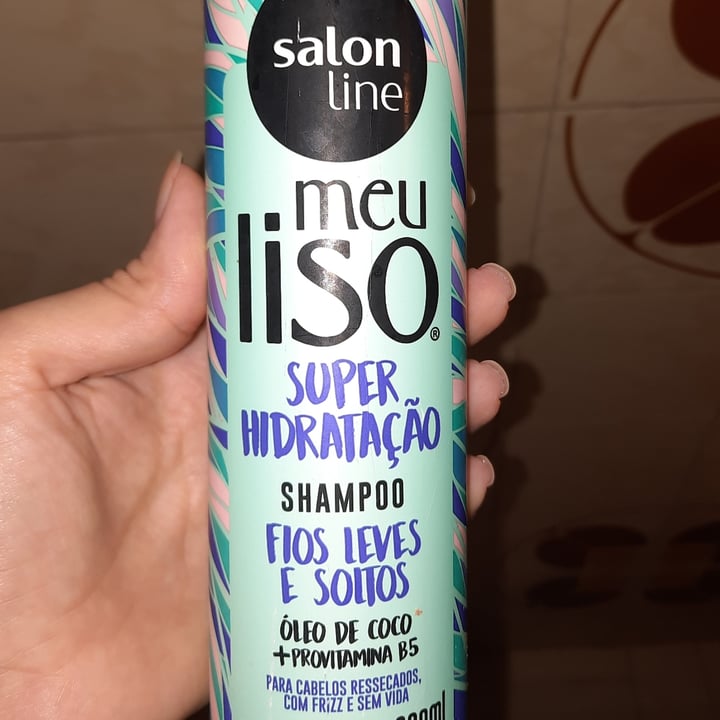 salon
line
meu
liso®
SUPER
HIDRATAÇÃO
SHAMPOO
FIOS LEVES
E SOLTOS
ÓLEO DE COCO
+PROVITAMINA B5
PARA CABELOS RESSECADOS,
COM FRIZZ E SEM VIDA